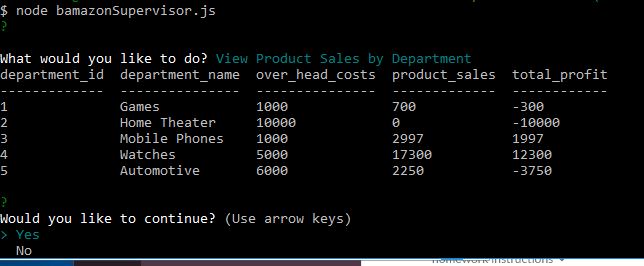 $ node bamazonSupervisor.js
?
What would you like to do? View Product Sales by Department
department_id  department_name  over_head_costs  product_sales  total_profit
-------------  ---------------  ---------------  -------------  ------------
1              Games            1000             700            -300
2              Home Theater     10000            0              -10000
3              Mobile Phones    1000             2997           1997
4              Watches          5000             17300          12300
5              Automotive       6000             2250           -3750
?
Would you like to continue? (Use arrow keys)
> Yes
  No
homework-instructions